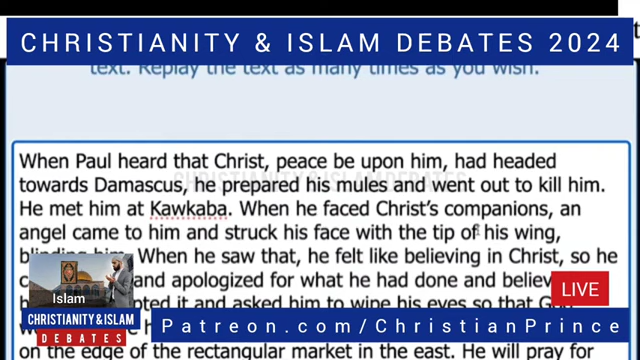 CHRISTIANITY & ISLAM DEBATES 2024
text. Replay the text as many times as you wish.
When Paul heard that Christ, peace be upon him, had headed
towards Damascus, he prepared his mules and went out to kill him.
CHRISTIANITY & ISLAM DEBATES
He met him at Kawkaba. When he faced Christ's companions, an
angel came to him and struck his face with the tip of his wing,
blinding him. When he saw that, he felt like believing in Christ, so he
and apologized for what he had done and
it and asked him to wipe his eyes so that
on the edge of the rectangular market in the east. He will pray for
Islam
CHRISTIANITY & ISLAM
DEBATES
LIVE
Patreon.com/ChristianPrince